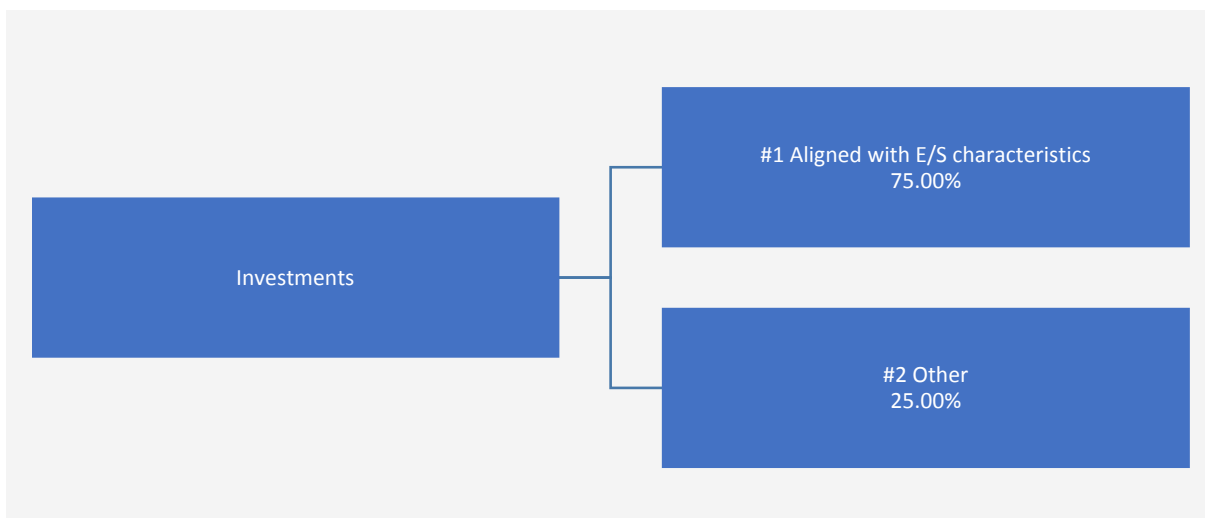 Investments
#1 Aligned with E/S characteristics
75.00%
#2 Other
25.00%